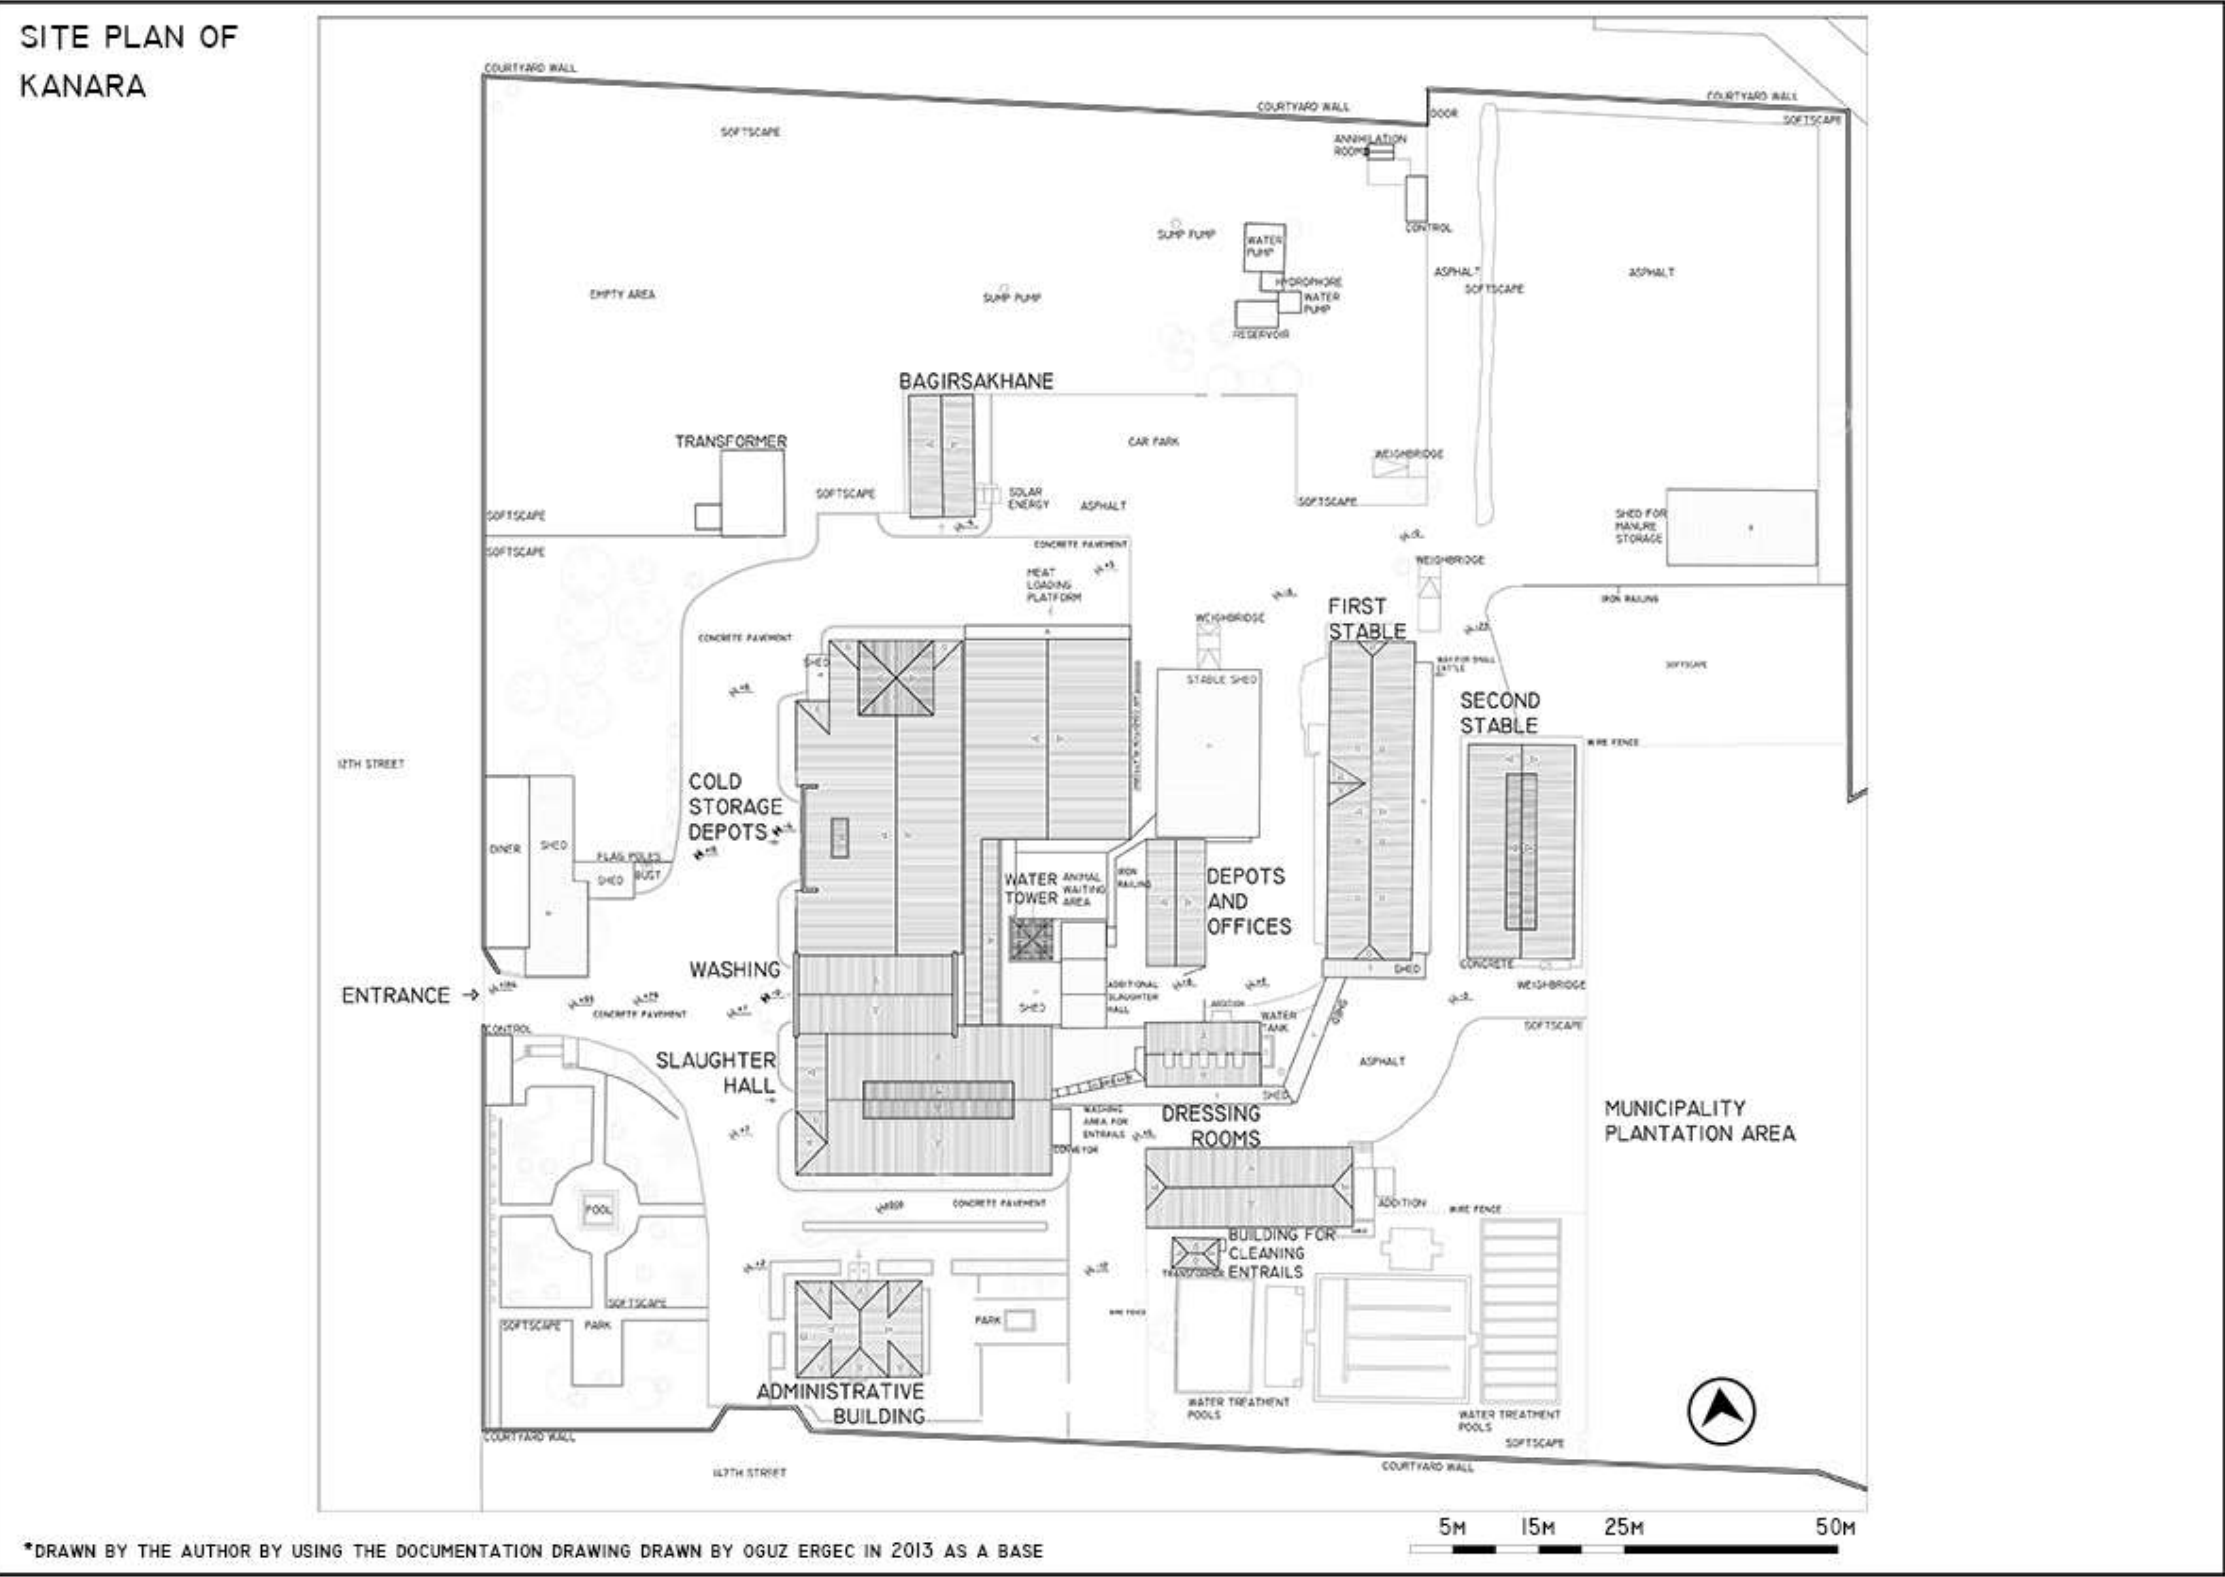 SITE PLAN OF
KANARA
COURTYARD WALL
COURTYARD WALL
COURTYARD WALL
DOOR
SOFTSCAPE
SOFTSCAPE
ANNIHILATION
ROOM
CONTROL
SUMP PUMP
WATER
PUMP
ASPHALT
ASPHALT
HYDROPHORE
SOFTSCAPE
EMPTY AREA
SUMP PUMP
WATER
PUMP
RESERVOIR
BAGIRSAKHANE
TRANSFORMER
CAR PARK
WEIGHBRIDGE
SOFTSCAPE
SOLAR
ENERGY
ASPHALT
SOFTSCAPE
SOFTSCAPE
SHED FOR
MANURE
STORAGE
SOFTSCAPE
CONCRETE PAVEMENT
WEIGHBRIDGE
MEAT
LOADING
PLATFORM
IRON RAILING
FIRST
STABLE
WEIGHBRIDGE
CONCRETE PAVEMENT
SHED
WAY FOR SMALL
CATTLE
SOFTSCAPE
STABLE SHED
SECOND
STABLE
WIRE FENCE
12TH STREET
COLD
STORAGE
DEPOTS
DINER
SHED
FLAG POLES
SHED
BUST
WATER
TOWER
ANIMAL
WAITING
AREA
IRON
RAILING
DEPOTS
AND
OFFICES
WASHING
CONCRETE
SHED
WEIGHBRIDGE
ENTRANCE
ADDITIONAL
SLAUGHTER
HALL
SHED
ADDITION
SHED
CONCRETE PAVEMENT
WATER
TANK
SOFTSCAPE
CONTROL
SLAUGHTER
HALL
ASPHALT
SHED
WASHING
AREA FOR
ENTRAILS
DRESSING
ROOMS
MUNICIPALITY
PLANTATION AREA
CONVEYOR
POOL
CONCRETE PAVEMENT
ADDITION
WIRE FENCE
BUILDING FOR
CLEANING
ENTRAILS
TRANSFORMER
SOFTSCAPE
SOFTSCAPE
PARK
PARK
WIRE FENCE
ADMINISTRATIVE
BUILDING
WATER TREATMENT
POOLS
WATER TREATMENT
POOLS
SOFTSCAPE
COURTYARD WALL
COURTYARD WALL
147TH STREET
5M 15M 25M 50M
*DRAWN BY THE AUTHOR BY USING THE DOCUMENTATION DRAWING DRAWN BY OGUZ ERGEC IN 2013 AS A BASE